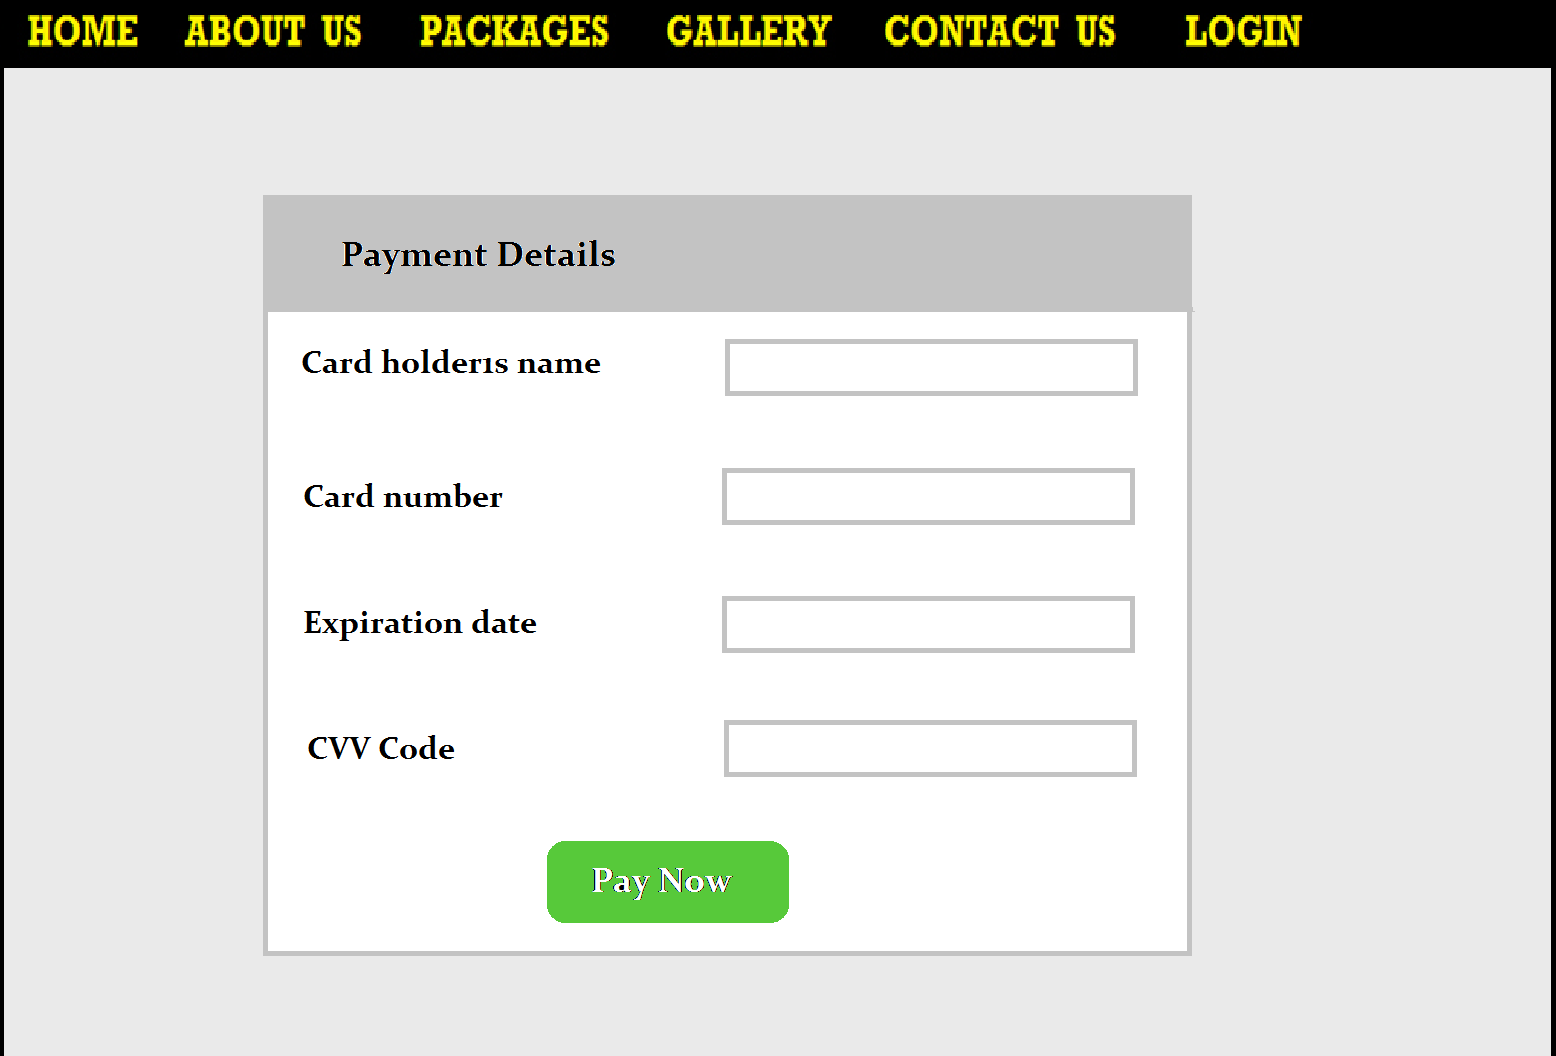 HOME ABOUT US PACKAGES GALLERY CONTACT US LOGIN
Payment Details
Card holder1s name
Card number
Expiration date
CVV Code
Pay Now